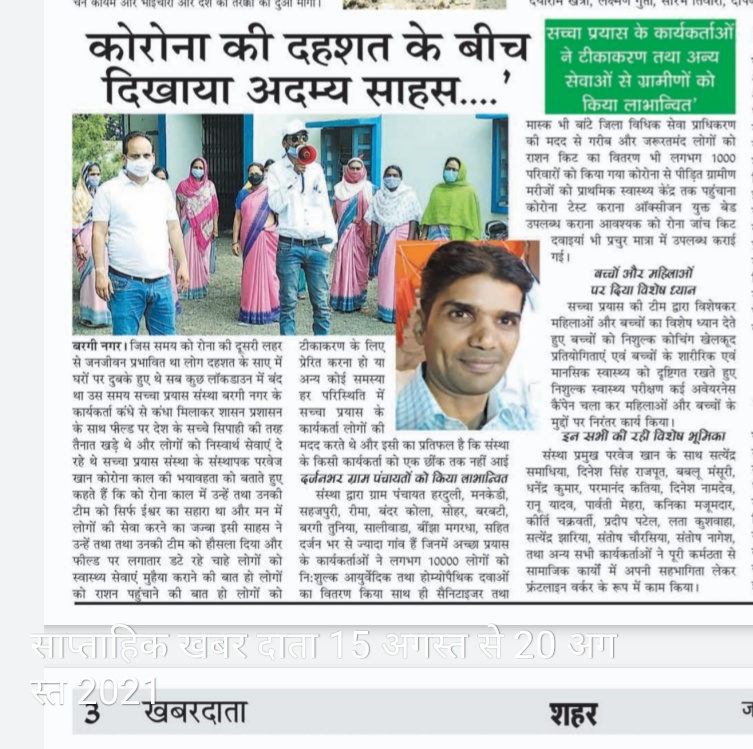 कोरोना की दहशत के बीच
दिखाया अदम्य साहस....'
सच्चा प्रयास के कार्यकर्ताओं
ने टीकाकरण तथा अन्य
सेवाओं से ग्रामीणों को
किया लाभान्वित'
बरगी नगर। जिस समय को रोना की दूसरी लहर
से जनजीवन प्रभावित था लोग दहशत के साए में
घरों पर दुबके हुए थे सब कुछ लॉकडाउन में बंद
था उस समय सच्चा प्रयास संस्था बरगी नगर के
कार्यकर्ता कंधे से कंधा मिलाकर शासन प्रशासन
के साथ फील्ड पर देश के सच्चे सिपाही की तरह
तैनात खड़े थे और लोगों को निस्वार्थ सेवाएं दे
रहे थे सच्चा प्रयास संस्था के संस्थापक परवेज
खान कोरोना काल की भयावहता को बताते हुए
कहते हैं कि को रोना काल में उन्हें तथा उनकी
टीम को सिर्फ ईश्वर का सहारा था और मन में
लोगों की सेवा करने का जज्बा इसी साहस ने
उन्हें तथा तथा उनकी टीम को हौसला दिया और
फील्ड पर लगातार डटे रहे चाहे लोगों को
स्वास्थ्य सेवाएं मुहैया कराने की बात हो लोगों
को राशन पहुंचाने की बात हो लोगों को
टीकाकरण के लिए
प्रेरित करना हो या
अन्य कोई समस्या
हर परिस्थिति में
सच्चा प्रयास के
कार्यकर्ता लोगों की
मदद करते थे और इसी का प्रतिफल है कि संस्था
के किसी कार्यकर्ता को एक छींक तक नहीं आई
दर्जनभर ग्राम पंचायतों को किया लाभान्वित
संस्था द्वारा ग्राम पंचायत हरदुली, मनकेडी,
सहजपुरी, रीमा, बंदर कोला, सोहर, बरबटी,
बरगी तुनिया, सालीवाडा, बींझा मगरधा, सहित
दर्जन भर से ज्यादा गांव हैं जिनमें अच्छा प्रयास
के कार्यकर्ताओं ने लगभग 10000 लोगों को
नि:शुल्क आयुर्वेदिक तथा होम्योपैथिक दवाओं
का वितरण किया साथ ही सैनिटाइजर तथा
मास्क भी बांटे जिला विधिक सेवा प्राधिकरण
की मदद से गरीब और जरूरतमंद लोगों को
राशन किट का वितरण भी लगभग 1000
परिवारों को किया गया कोरोना से पीड़ित ग्रामीण
मरीजों को प्राथमिक स्वास्थ्य केंद्र तक पहुंचाना
कोरोना टेस्ट कराना ऑक्सीजन युक्त बेड
उपलब्ध कराना आवश्यक को रोना जांच किट
दवाइयां भी प्रचुर मात्रा में उपलब्ध कराई
गई।
बच्चों और महिलाओं
पर दिया विशेष ध्यान
सच्चा प्रयास की टीम द्वारा विशेषकर
महिलाओं और बच्चों का विशेष ध्यान देते
हुए बच्चों को निशुल्क कोचिंग खेलकूद
प्रतियोगिताएं एवं बच्चों के शारीरिक एवं
मानसिक स्वास्थ्य को दृष्टिगत रखते हुए
निशुल्क स्वास्थ्य परीक्षण कई अवेयरनेस
कैंपेन चला कर महिलाओं और बच्चों के
मुद्दों पर निरंतर कार्य किया।
इन सभी की रही विशेष भूमिका
संस्था प्रमुख परवेज खान के साथ सत्येंद्र
समाधिया, दिनेश सिंह राजपूत, बबलू मंसूरी,
धनेंद्र कुमार, परमानंद कतिया, दिनेश नामदेव,
रानू यादव, पार्वती मेहरा, कनिका मजूमदार,
कीर्ति चक्रवर्ती, प्रदीप पटेल, लता कुशवाहा,
सत्येंद्र झारिया, संतोष चौरसिया, संतोष नागेश,
तथा अन्य सभी कार्यकर्ताओं ने पूरी कर्मठता से
सामाजिक कार्यों में अपनी सहभागिता लेकर
फ्रंटलाइन वर्कर के रूप में काम किया।
साप्ताहिक खबर दाता 15 अगस्त से 20 अग
स्त 2021
3 खबरदाता
शहर